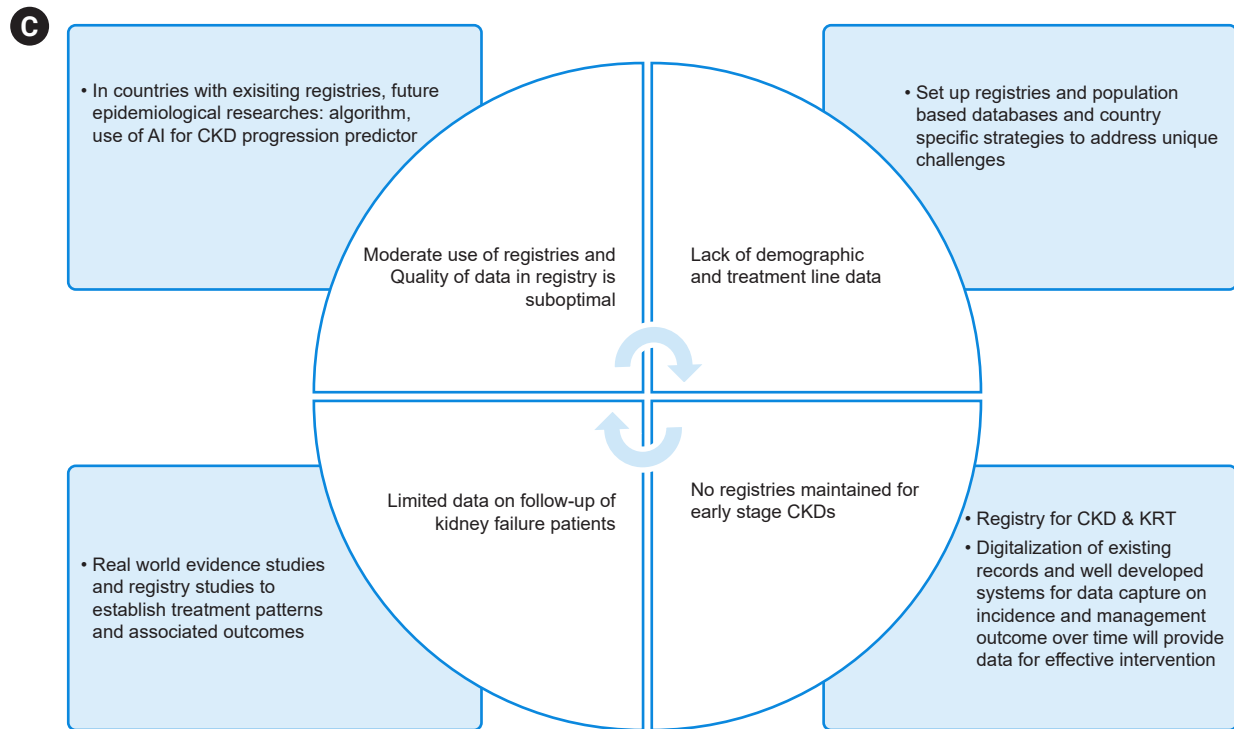 C
• In countries with exisiting registries, future
epidemiological researches: algorithm,
use of AI for CKD progression predictor
• Set up registries and population
based databases and country
specific strategies to address unique
challenges
Moderate use of registries and
Quality of data in registry is
suboptimal
Lack of demographic
and treatment line data
Limited data on follow-up of
kidney failure patients
No registries maintained for
early stage CKDs
• Real world evidence studies
and registry studies to
establish treatment patterns
and associated outcomes
• Registry for CKD & KRT
• Digitalization of existing
records and well developed
systems for data capture on
incidence and management
outcome over time will provide
data for effective intervention